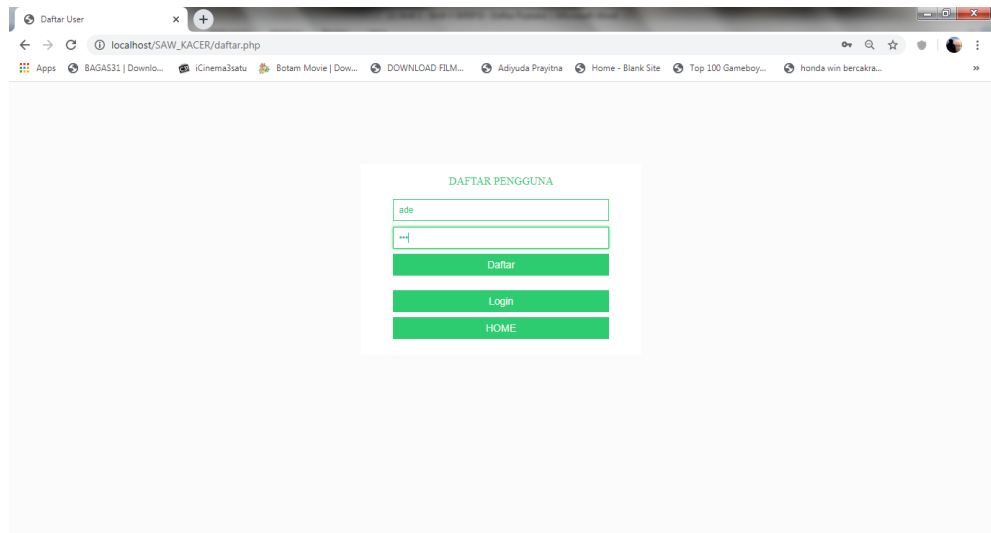 Daftar User
localhost/SAW_KACER/daftar.php
Apps BAGAS31 | Downlo... iCinema3satu Botam Movie | Dow... DOWNLOAD FILM... Adiyuda Prayitna Home - Blank Site Top 100 Gameboy... honda win bercakra... »
DAFTAR PENGGUNA
ade
•••
Daftar
Login
HOME